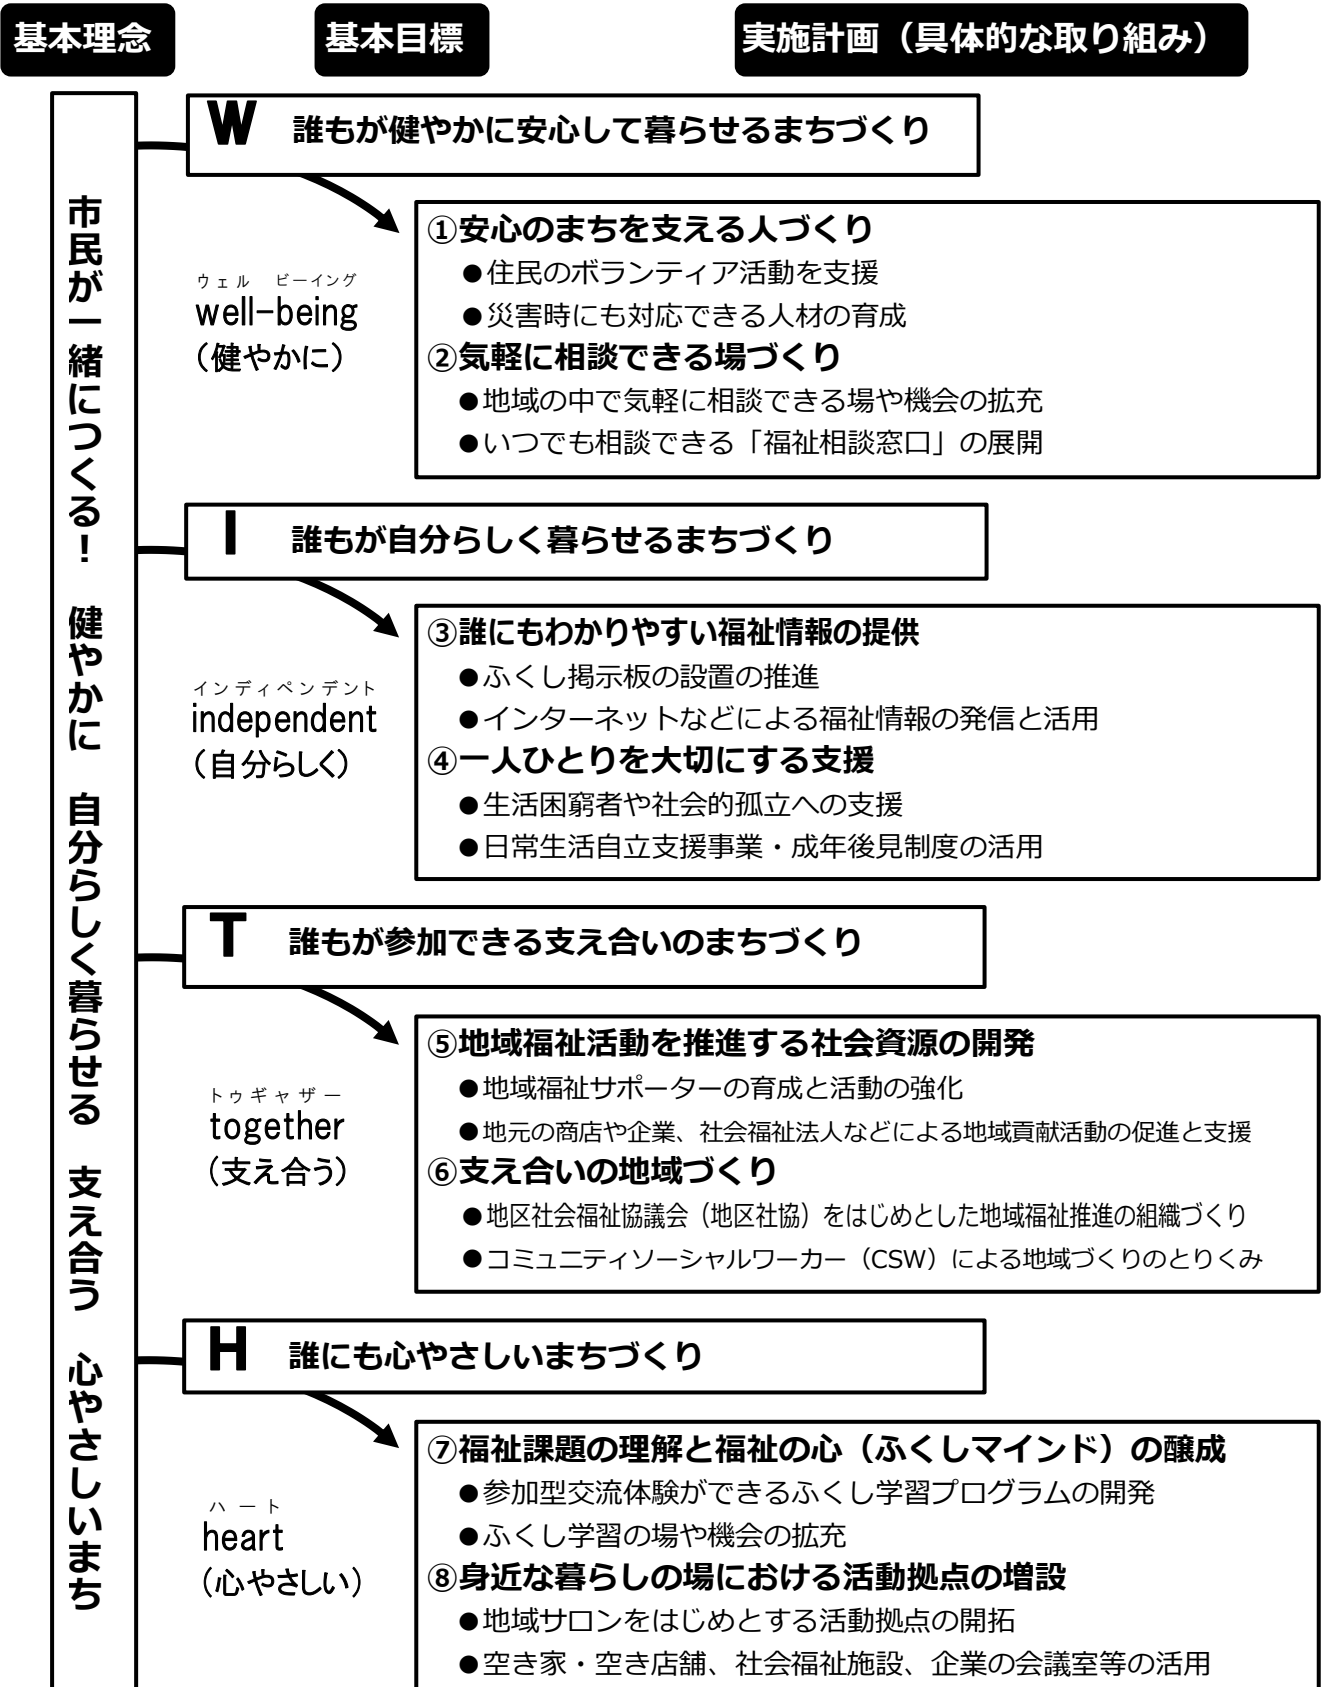 基本理念
基本目標
実施計画（具体的な取り組み）
市民が一緒につくる！　健やかに　自分らしく暮らせる　支え合う　心やさしいまち
W　誰もが健やかに安心して暮らせるまちづくり
ウェル　ビーイング
well-being
（健やかに）
①安心のまちを支える人づくり
●住民のボランティア活動を支援
●災害時にも対応できる人材の育成
②気軽に相談できる場づくり
●地域の中で気軽に相談できる場や機会の拡充
●いつでも相談できる「福祉相談窓口」の展開
I　誰もが自分らしく暮らせるまちづくり
インディペンデント
independent
（自分らしく）
③誰にもわかりやすい福祉情報の提供
●ふくし掲示板の設置の推進
●インターネットなどによる福祉情報の発信と活用
④一人ひとりを大切にする支援
●生活困窮者や社会的孤立への支援
●日常生活自立支援事業・成年後見制度の活用
T　誰もが参加できる支え合いのまちづくり
トゥギャザー
together
（支え合う）
⑤地域福祉活動を推進する社会資源の開発
●地域福祉サポーターの育成と活動の強化
●地元の商店や企業、社会福祉法人などによる地域貢献活動の促進と支援
⑥支え合いの地域づくり
●地区社会福祉協議会（地区社協）をはじめとした地域福祉推進の組織づくり
●コミュニティソーシャルワーカー（CSW）による地域づくりのとりくみ
H　誰にも心やさしいまちづくり
ハート
heart
（心やさしい）
⑦福祉課題の理解と福祉の心（ふくしマインド）の醸成
●参加型交流体験ができるふくし学習プログラムの開発
●ふくし学習の場や機会の拡充
⑧身近な暮らしの場における活動拠点の増設
●地域サロンをはじめとする活動拠点の開拓
●空き家・空き店舗、社会福祉施設、企業の会議室等の活用